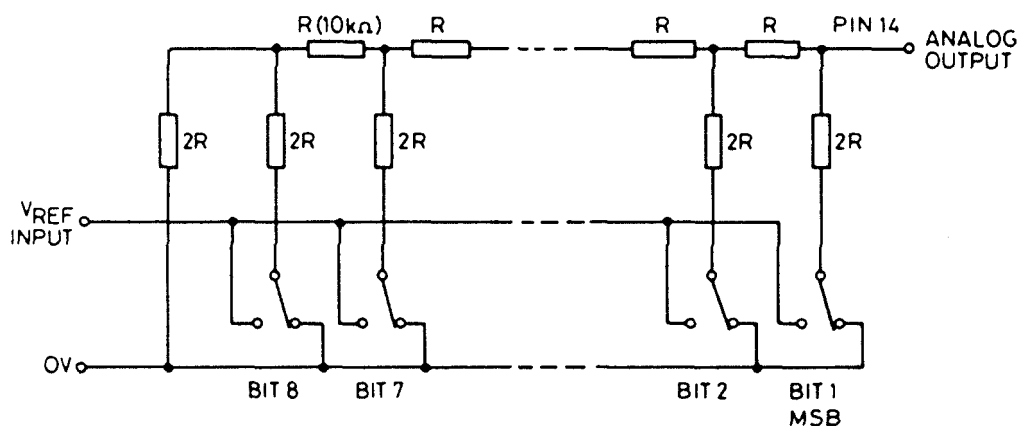 R (10kΩ) R R R PIN 14 ANALOG
OUTPUT
2R 2R 2R 2R 2R
VREF
INPUT
0V
BIT 8 BIT 7 BIT 2 BIT 1
MSB